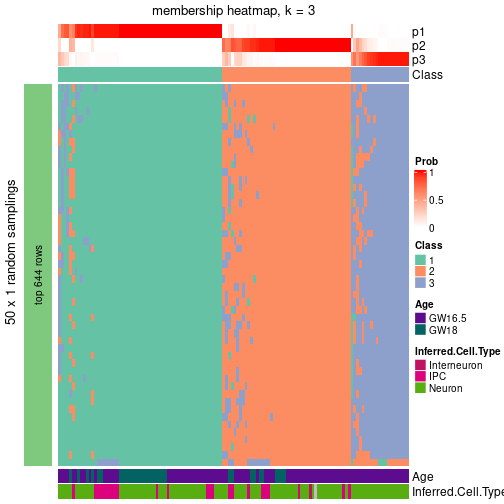 membership heatmap, k = 3
p1
p2
p3
Class
50 x 1 random samplings
top 644 rows
Prob
1
0.5
0
Class
1
2
3
Age
GW16.5
GW18
Inferred.Cell.Type
Interneuron
IPC
Neuron
Age
Inferred.Cell.Type